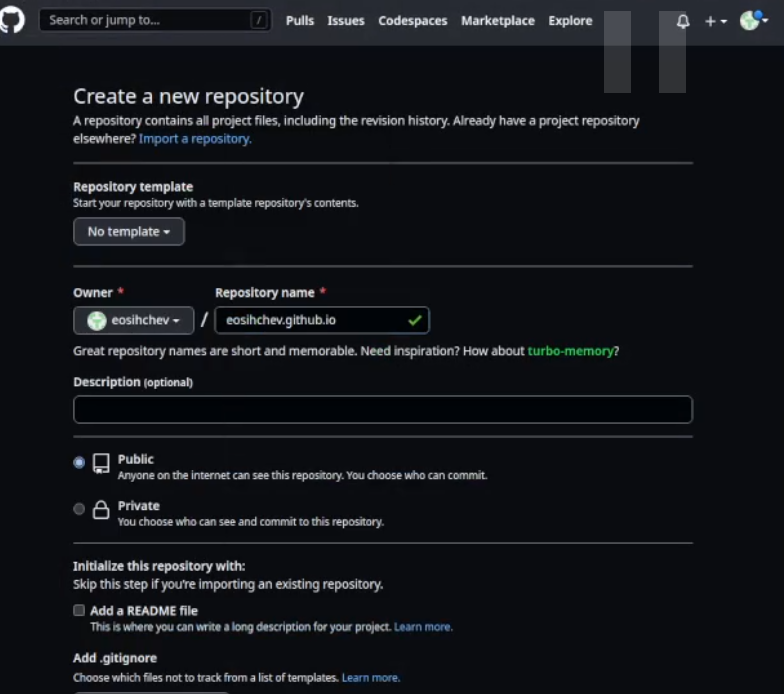 Search or jump to... /
Pulls Issues Codespaces Marketplace Explore
Create a new repository
A repository contains all project files, including the revision history. Already have a project repository
elsewhere? Import a repository.
Repository template
Start your repository with a template repository's contents.
No template
Owner * Repository name *
eosihchev / eosihchev.github.io
Great repository names are short and memorable. Need inspiration? How about turbo-memory?
Description (optional)
Public
Anyone on the internet can see this repository. You choose who can commit.
Private
You choose who can see and commit to this repository.
Initialize this repository with:
Skip this step if you're importing an existing repository.
Add a README file
This is where you can write a long description for your project. Learn more.
Add .gitignore
Choose which files not to track from a list of templates. Learn more.